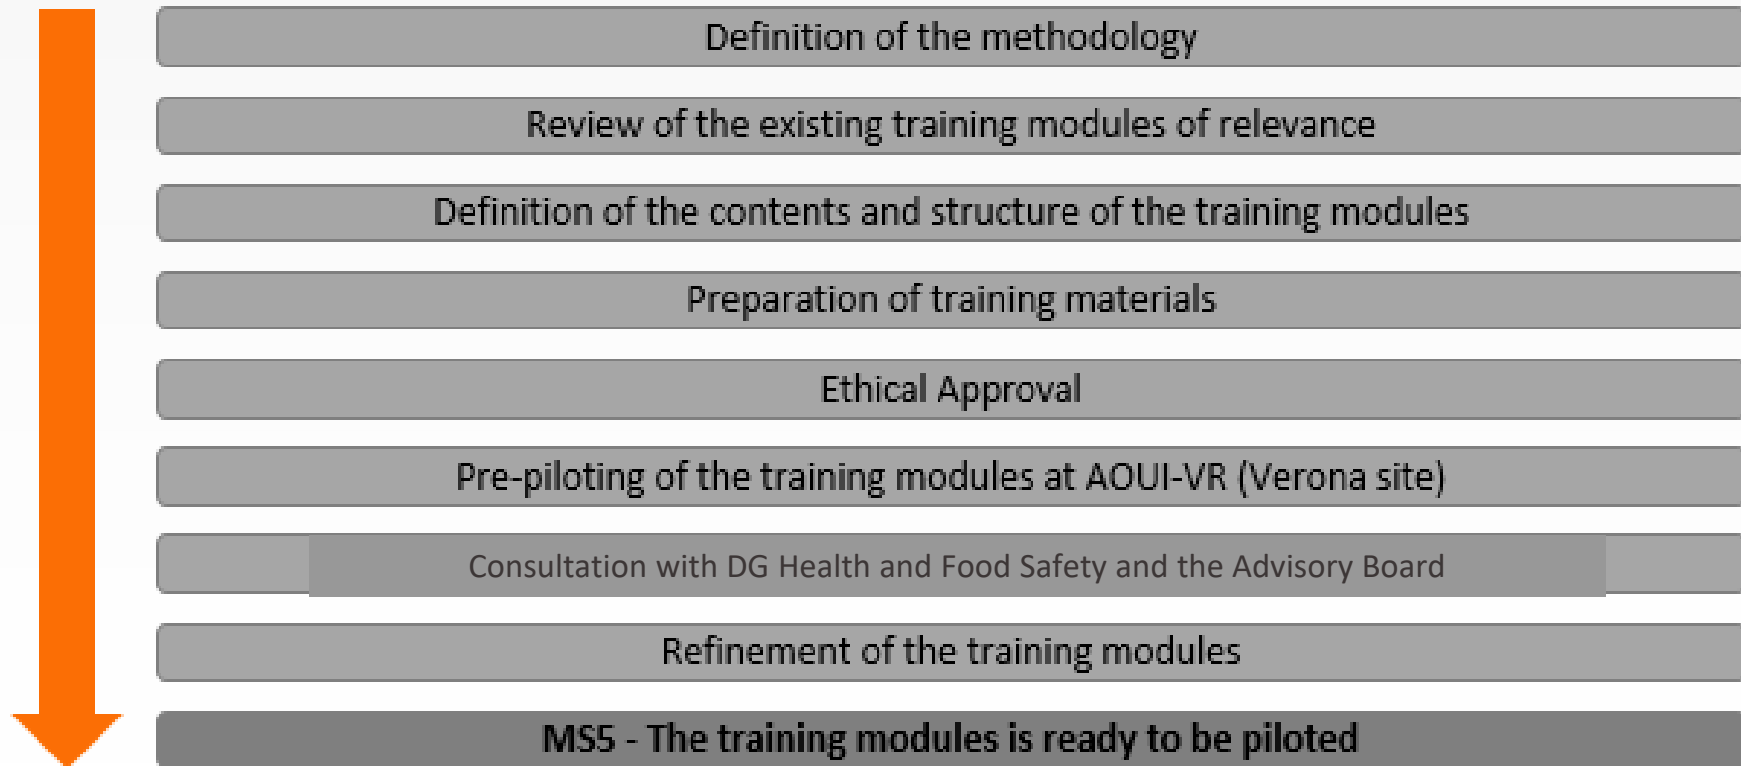 Definition of the methodology
Review of the existing training modules of relevance
Definition of the contents and structure of the training modules
Preparation of training materials
Ethical Approval
Pre-piloting of the training modules at AOUI-VR (Verona site)
Consultation with DG Health and Food Safety and the Advisory Board
Refinement of the training modules
MS5 - The training modules is ready to be piloted